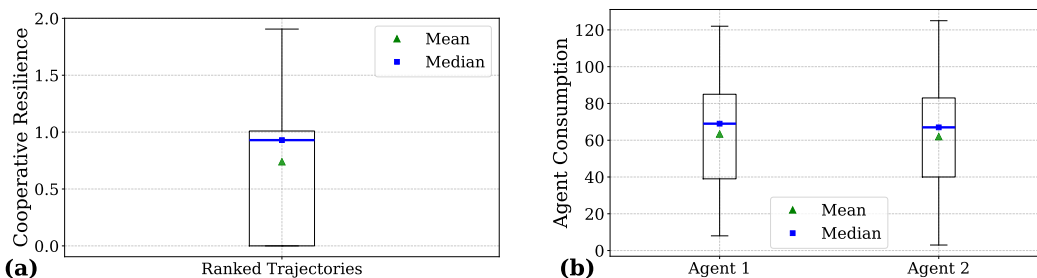 Cooperative Resilience
2.0
1.5
1.0
0.5
0.0
Mean
Median
Ranked Trajectories
(a)
Agent Consumption
120
100
80
60
40
20
0
Mean
Median
Agent 1
Agent 2
(b)